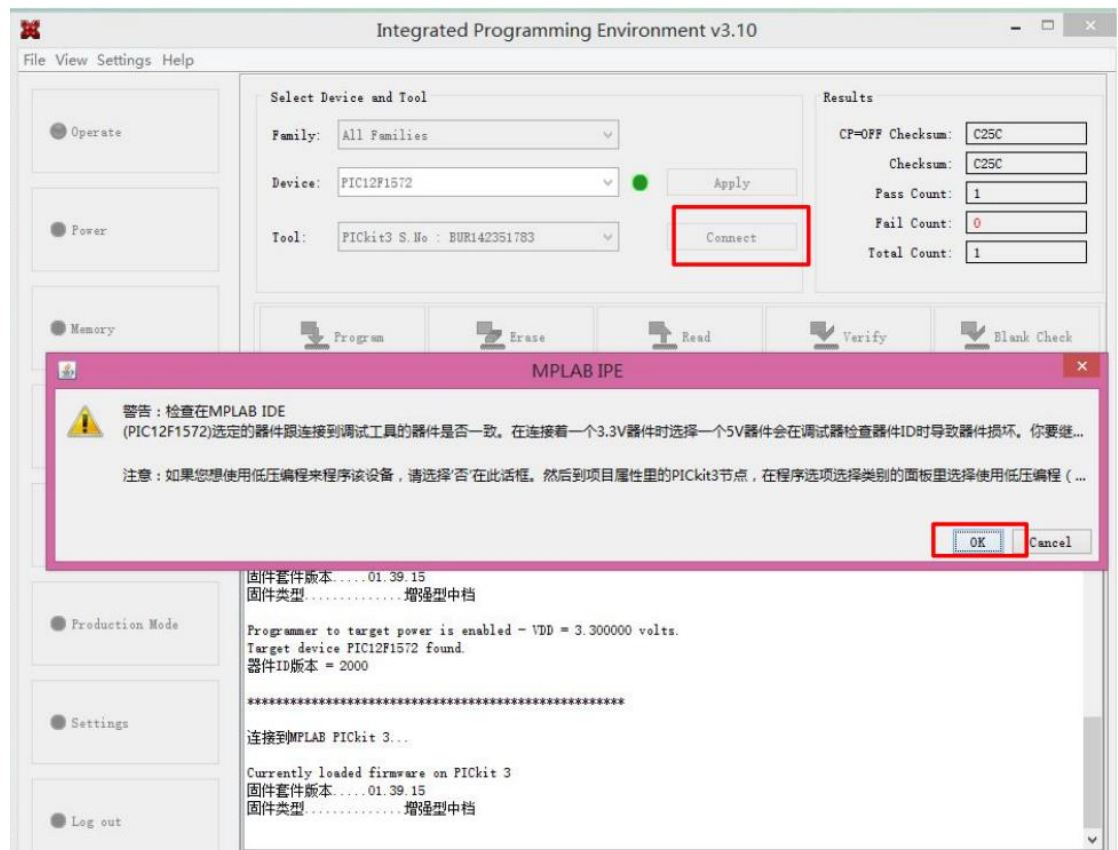 Integrated Programming Environment v3.10
File View Settings Help
Operate
Power
Memory
Select Device and Tool
Family: All Families
Device: PIC12F1572 Apply
Tool: PICkit3 S.No : BUR142351783 Connect
Results
CP=OFF Checksum: C25C
Checksum: C25C
Pass Count: 1
Fail Count: 0
Total Count: 1
Program Erase Read Verify Blank Check
MPLAB IPE
警告：检查在MPLAB IDE
(PIC12F1572)选定的器件跟连接到调试工具的器件是否一致。在连接着一个3.3V器件时选择一个5V器件会在调试器检查器件ID时导致器件损坏。你要继...
注意：如果您想使用低压编程来程序该设备，请选择‘否’在此话框。然后到项目属性里的PICkit3节点，在程序选项选择类别的面板里选择使用低压编程（...
OK Cancel
Production Mode
Settings
Log out
固件套件版本.....01.39.15
固件类型..............增强型中档
Programmer to target power is enabled - VDD = 3.300000 volts.
Target device PIC12F1572 found.
器件ID版本 = 2000
*****************************************************
连接到MPLAB PICkit 3...
Currently loaded firmware on PICkit 3
固件套件版本.....01.39.15
固件类型..............增强型中档